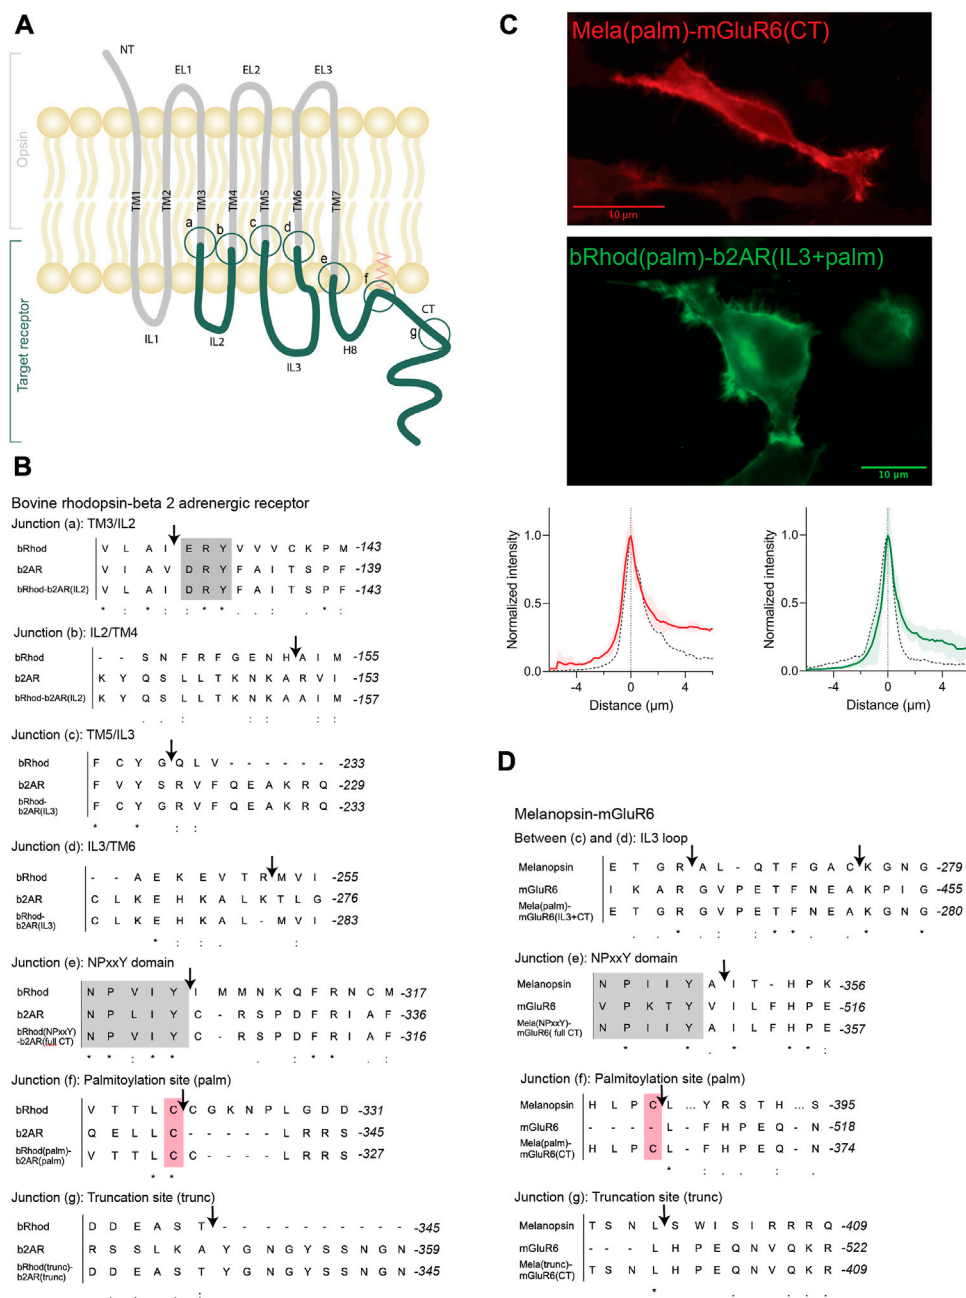 A
NT
EL1
EL2
EL3
Opsin
TM1
TM2
TM3
TM4
TM5
TM6
TM7
a
b
c
d
e
f
g
CT
IL1
IL2
IL3
H8
Target receptor
B
Bovine rhodopsin-beta 2 adrenergic receptor
Junction (a): TM3/IL2
bRhod V L A I E R Y V V V C K P M -143
b2AR V I A V D R Y F A I T S P F -139
bRhod-b2AR(IL2) V L A I D R Y F A I T S P F -143
* : * : : * * . . : . * :
Junction (b): IL2/TM4
bRhod - - S N F R F G E N H A I M -155
b2AR K Y Q S L L T K N K A R V I -153
bRhod-b2AR(IL2) K Y Q S L L T K N K A A I M -157
. . : : : : :
Junction (c): TM5/IL3
bRhod F C Y G Q L V - - - - - - -233
b2AR F V Y S R V F Q E A K R Q -229
bRhod-
b2AR(IL3) F C Y G R V F Q E A K R Q -233
* * : :
Junction (d): IL3/TM6
bRhod - - A E K E V T R M V I -255
b2AR C L K E H K A L K T L G -276
bRhod-
b2AR(IL3) C L K E H K A L - M V I -283
* : : . :
Junction (e): NPxxY domain
bRhod N P V I Y I M M N K Q F R N C M -317
b2AR N P L I Y C - R S P D F R I A F -336
bRhod(NPxxY)
-b2AR(full CT) N P V I Y C - R S P D F R I A F -316
* * : * * . : * * .
Junction (f): Palmitoylation site (palm)
bRhod V T T L C C G K N P L G D D -331
b2AR Q E L L C - - - - - L R R S -345
bRhod(palm)-
b2AR(palm) V T T L C C - - - - L R R S -327
* *
Junction (g): Truncation site (trunc)
bRhod D D E A S T - - - - - - - - - -345
b2AR R S S L K A Y G N G Y S S N G N -359
bRhod(trunc)-
b2AR(trunc) D D E A S T Y G N G Y S S N G N -345
. . . :
C
Mela(palm)-mGluR6(CT)
10 µm
bRhod(palm)-b2AR(IL3+palm)
10 µm
Normalized intensity
1.0
0.5
0.0
-4
0
4
Distance (µm)
Normalized intensity
1.0
0.5
0.0
-4
0
4
Distance (µm)
D
Melanopsin-mGluR6
Between (c) and (d): IL3 loop
Melanopsin E T G R A L - Q T F G A C K G N G -279
mGluR6 I K A R G V P E T F N E A K P I G -455
Mela(palm)-
mGluR6(IL3+CT) E T G R G V P E T F N E A K G N G -280
. . * : : * * . . * *
Junction (e): NPxxY domain
Melanopsin N P I I Y A I T - H P K -356
mGluR6 V P K T Y V I L F H P E -516
Mela(NPxxY)-
mGluR6( full CT) N P I I Y A I L F H P E -357
* * . * * * :
Junction (f): Palmitoylation site (palm)
Melanopsin H L P C L ... Y R S T H ... S -395
mGluR6 - - - - L - F H P E Q - N -518
Mela(palm)-
mGluR6(CT) H L P C L - F H P E Q - N -374
* : . : .
Junction (g): Truncation site (trunc)
Melanopsin T S N L S W I S I R R R Q -409
mGluR6 - - - L H P E Q N V Q K R -522
Mela(trunc)-
mGluR6(CT) T S N L H P E Q N V Q K R -409
* . . : : .